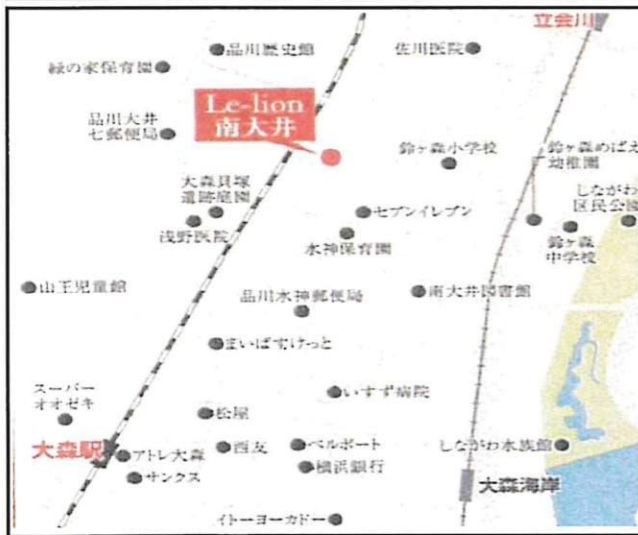 立会川
品川歴史館
佐川医院
緑の家保育園
Le-lion
南大井
品川大井
七郵便局
鈴ヶ森小学校
鈴ヶ森めばえ
幼稚園
大森貝塚
遺跡庭園
しながわ
区民公園
セブンイレブン
浅野医院
水神保育園
鈴ヶ森
中学校
山王児童館
品川水神郵便局
南大井図書館
まいばすけっと
スーパー
オオゼキ
いすず病院
松屋
大森駅
アトレ大森
西友
ベルポート
しながわ水族館
サンクス
横浜銀行
大森海岸
イトーヨーカドー